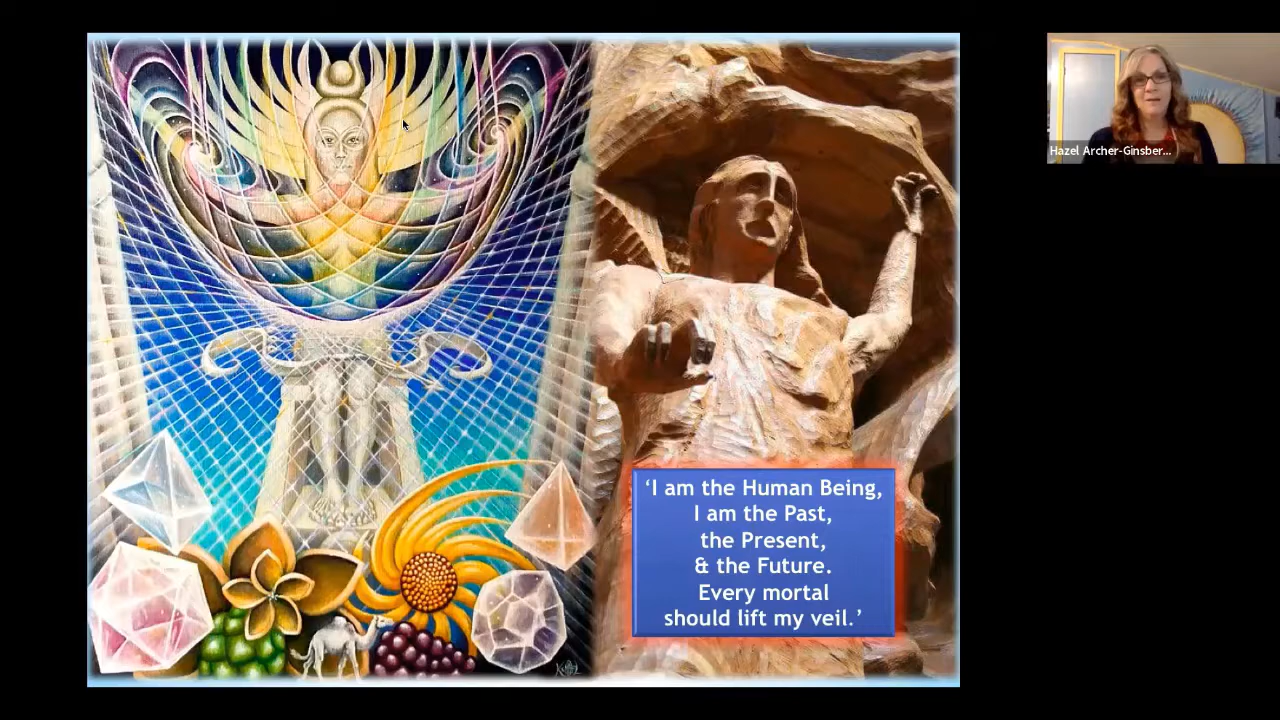 Hazel Archer-Ginsber...
‘I am the Human Being,
I am the Past,
the Present,
& the Future.
Every mortal
should lift my veil.’